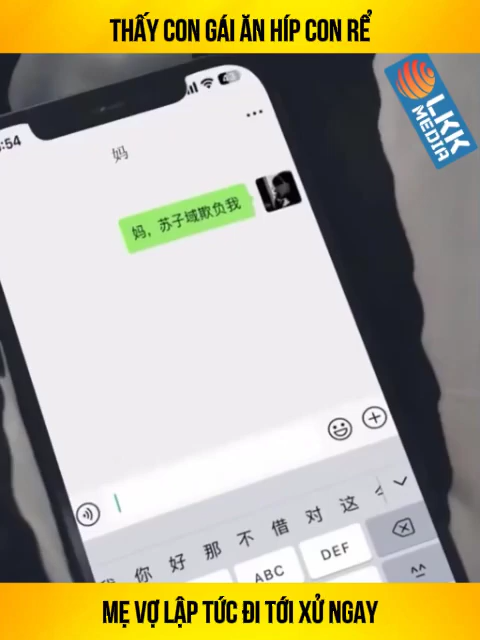 THẤY CON GÁI ĂN HÍP CON RỂ
LKK
MEDIA
:54
妈
妈，苏子域欺负我
你 好 那 不 借 对 这
ABC
DEF
^^
MẸ VỢ LẬP TỨC ĐI TỚI XỬ NGAY